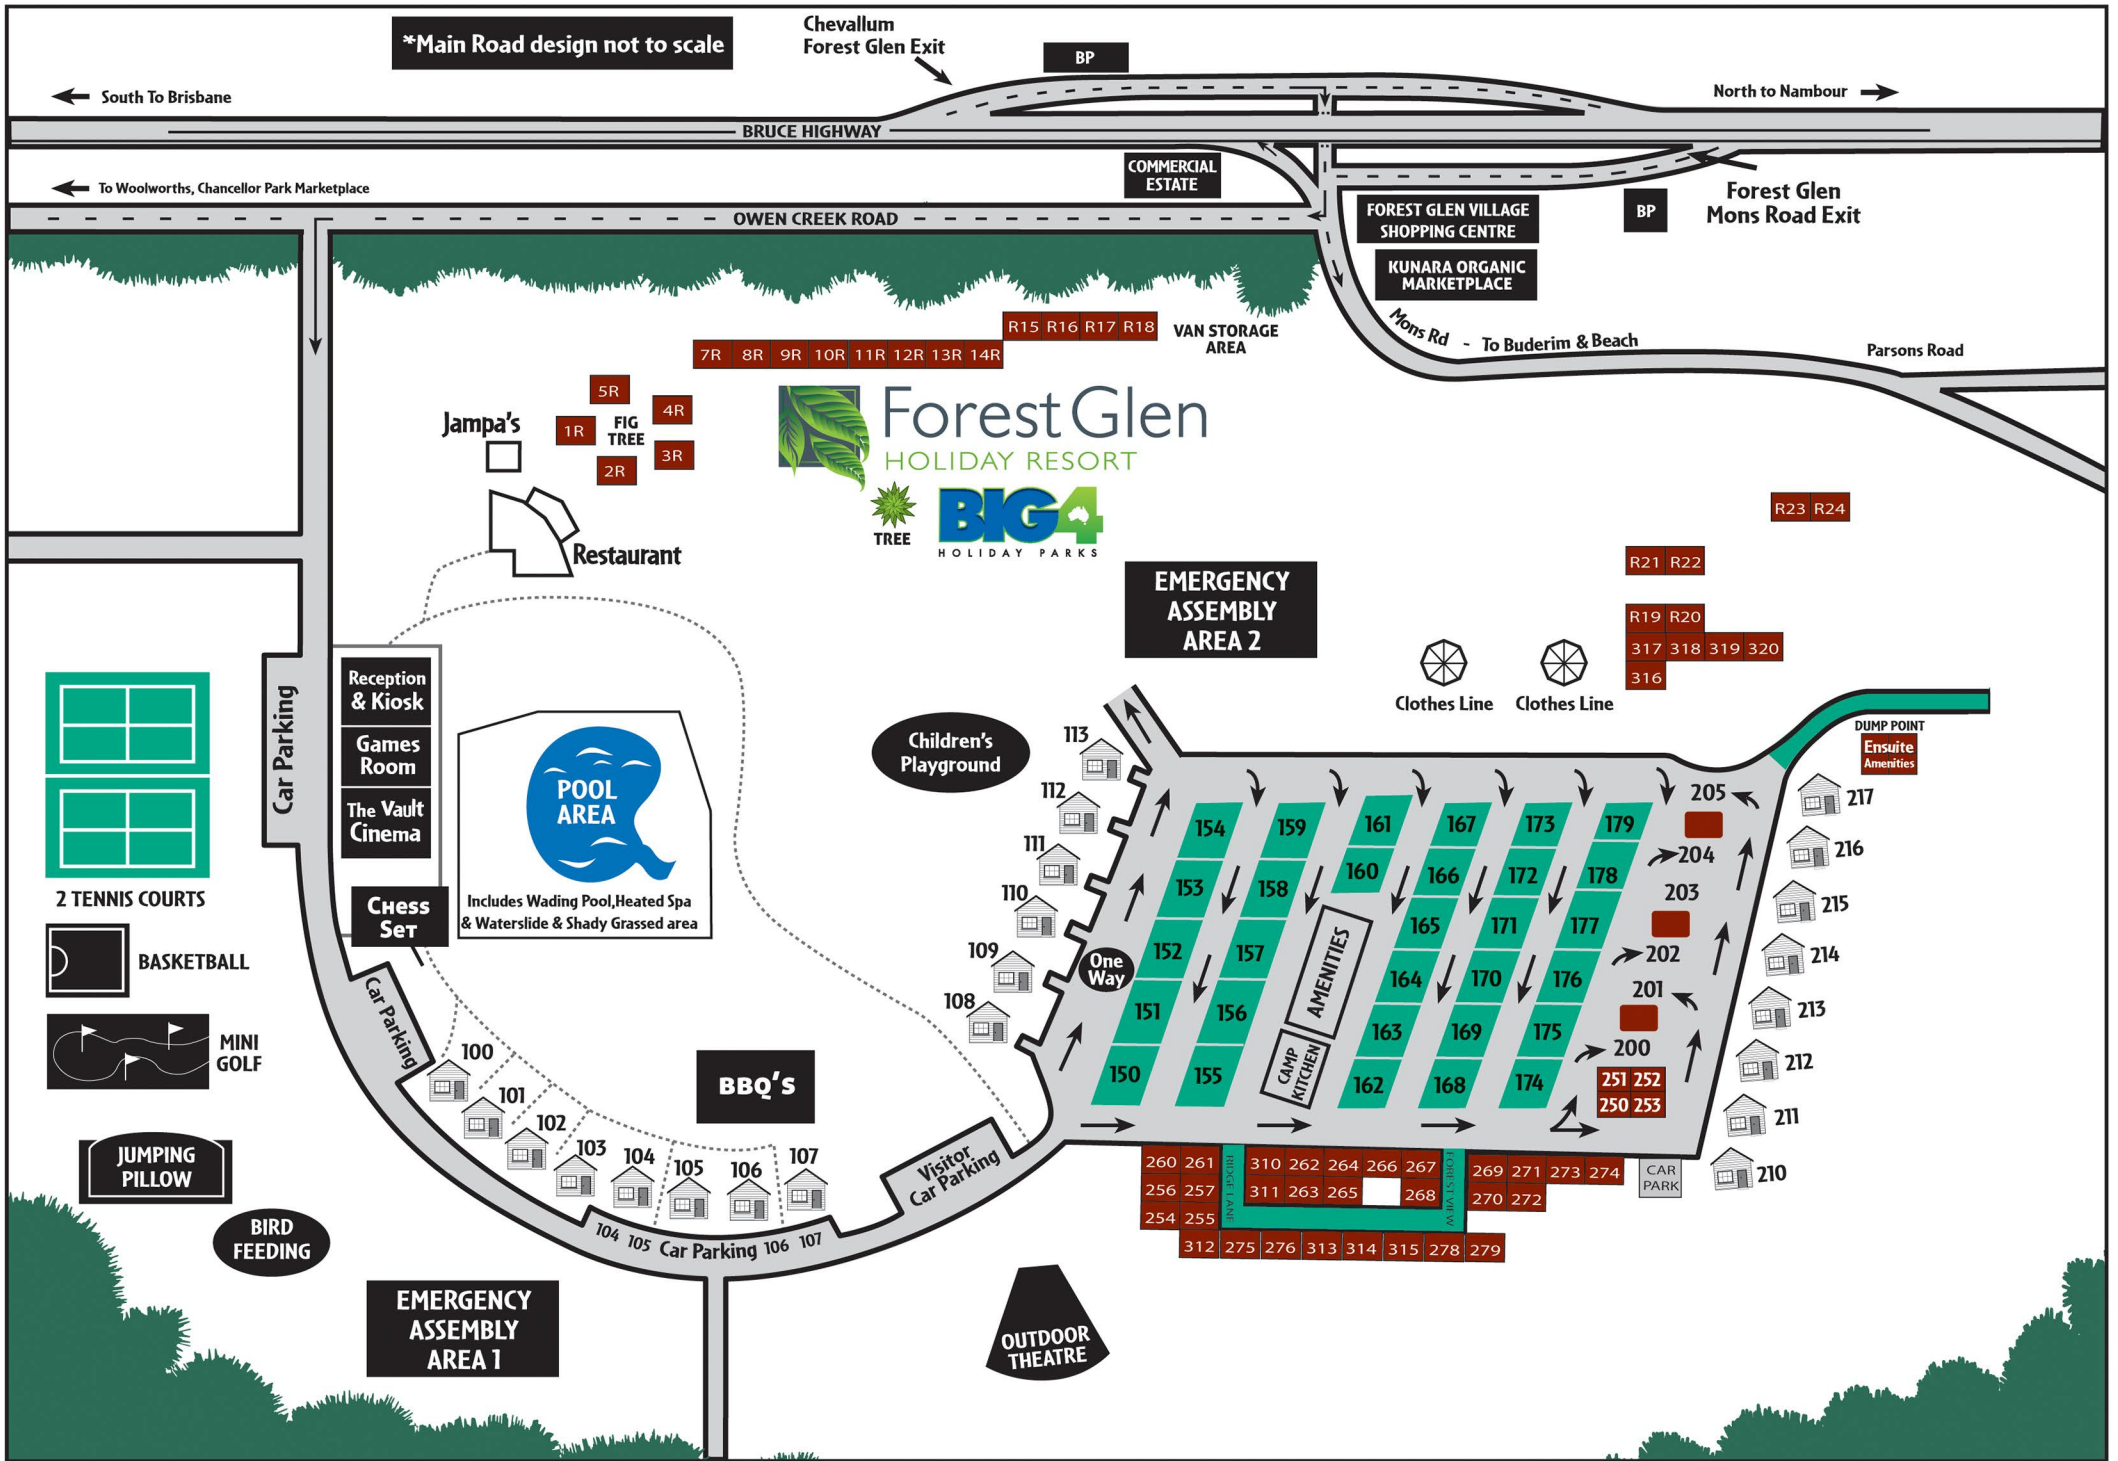 *Main Road design not to scale
Chevallum
Forest Glen Exit
BP
South To Brisbane
North to Nambour
BRUCE HIGHWAY
COMMERCIAL
ESTATE
To Woolworths, Chancellor Park Marketplace
Forest Glen
Mons Road Exit
BP
FOREST GLEN VILLAGE
SHOPPING CENTRE
OWEN CREEK ROAD
KUNARA ORGANIC
MARKETPLACE
Mons Rd - To Buderim & Beach
Parsons Road
R15 R16 R17 R18
VAN STORAGE
AREA
7R 8R 9R 10R 11R 12R 13R 14R
5R
4R
1R
FIG
TREE
3R
2R
Jampa's
Restaurant
Forest Glen
HOLIDAY RESORT
TREE
BIG4
HOLIDAY PARKS
EMERGENCY
ASSEMBLY
AREA 2
R23 R24
R21 R22
R19 R20
317 318 319 320
316
Clothes Line
Clothes Line
DUMP POINT
Ensuite
Amenities
Car Parking
Reception
& Kiosk
Games
Room
The Vault
Cinema
Chess
Set
POOL
AREA
Includes Wading Pool,Heated Spa
& Waterslide & Shady Grassed area
Children's
Playground
2 TENNIS COURTS
BASKETBALL
MINI
GOLF
JUMPING
PILLOW
BIRD
FEEDING
EMERGENCY
ASSEMBLY
AREA 1
Car Parking
100
101
102
103
104
105
106
107
BBQ'S
104 105 Car Parking 106 107
Visitor
Car Parking
OUTDOOR
THEATRE
113
112
111
110
109
108
One
Way
154
153
152
151
150
159
158
157
156
155
161
160
AMENITIES
CAMP
KITCHEN
167
166
165
164
163
162
173
172
171
170
169
168
179
178
177
176
175
174
205
204
203
202
201
200
251 252
250 253
217
216
215
214
213
212
211
210
260 261
256 257
254 255
RIDGE LANE
310 262 264 266 267
311 263 265 268
FOREST VIEW
269 271 273 274
270 272
CAR
PARK
312 275 276 313 314 315 278 279